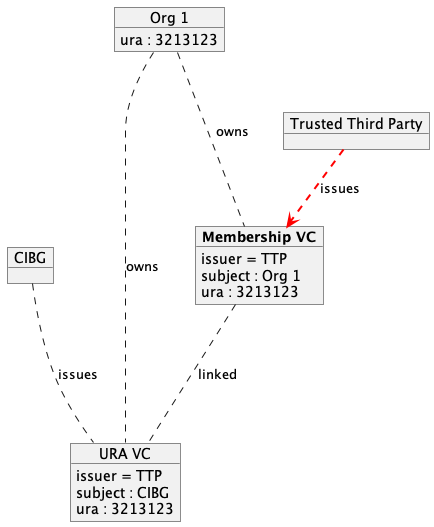 Org 1
ura : 3213123
owns
Trusted Third Party
issues
Membership VC
issuer = TTP
subject : Org 1
ura : 3213123
CIBG
owns
issues
linked
URA VC
issuer = TTP
subject : CIBG
ura : 3213123